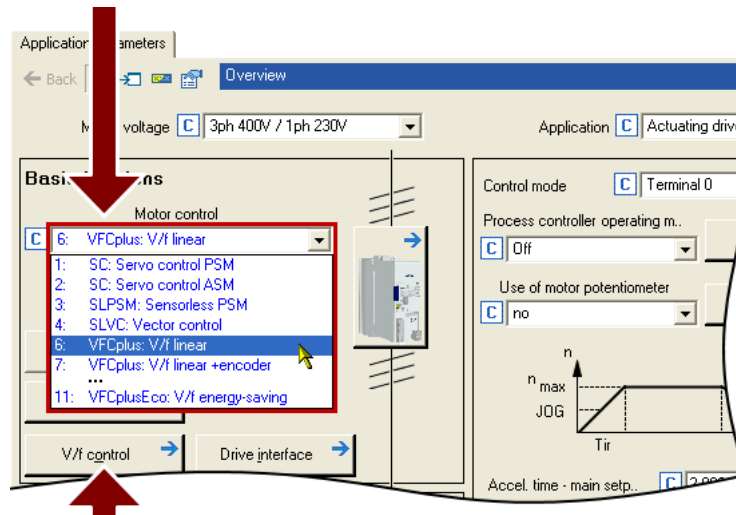 Application
ameters
Back
Overview
voltage C 3ph 400V / 1ph 230V
Application C Actuating driv
Basi
ns
Control mode C Terminal 0
Motor control
Process controller operating m..
C 6: VFCplus: V/f linear
C Off
1: SC: Servo control PSM
2: SC: Servo control ASM
3: SLPSM: Sensorless PSM
4: SLVC: Vector control
6: VFCplus: V/f linear
7: VFCplus: V/f linear +encoder
...
11: VFCplusEco: V/f energy-saving
Use of motor potentiometer
C no
n
n max
JOG
Tir
V/f control
Drive interface
Accel. time - main setp.. C